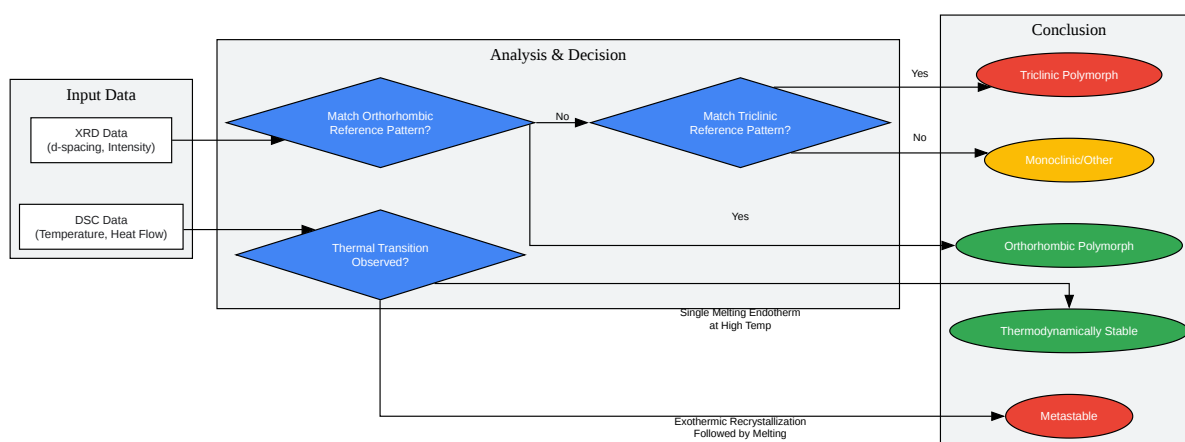 Input Data
XRD Data
(d-spacing, Intensity)
DSC Data
(Temperature, Heat Flow)
Analysis & Decision
Match Orthorhombic
Reference Pattern?
No
Match Triclinic
Reference Pattern?
Yes
No
Thermal Transition
Observed?
Yes
Single Melting Endotherm
at High Temp
Exothermic Recrystallization
Followed by Melting
Conclusion
Triclinic Polymorph
Monoclinic/Other
Orthorhombic Polymorph
Thermodynamically Stable
Metastable